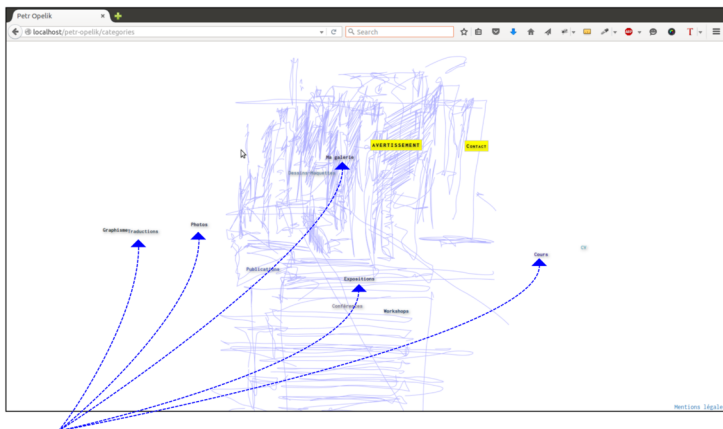 Petr Opelik
localhost/petr-opelik/categories
Search
AVERTISSEMENT
Contact
Ma galerie
Dessins Maquettes
Graphisme
Traductions
Photos
Cours
CV
Publications
Expositions
Conférences
Workshops
Mentions légale